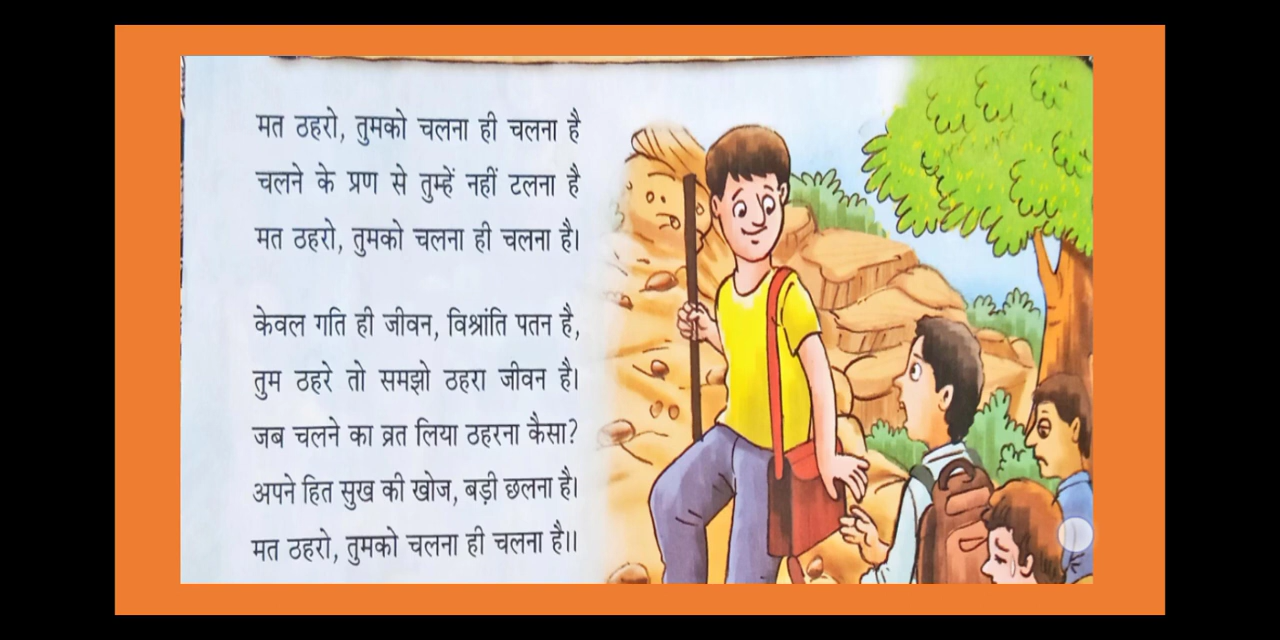 मत ठहरो, तुमको चलना ही चलना है
चलने के प्रण से तुम्हें नहीं टलना है
मत ठहरो, तुमको चलना ही चलना है।
केवल गति ही जीवन, विश्रांति पतन है,
तुम ठहरे तो समझो ठहरा जीवन है।
जब चलने का व्रत लिया ठहरना कैसा?
अपने हित सुख की खोज, बड़ी छलना है।
मत ठहरो, तुमको चलना ही चलना है।।